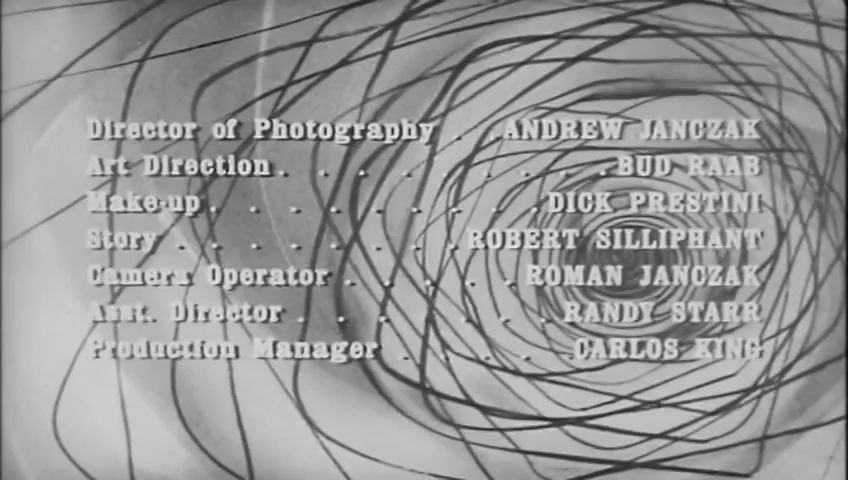 Director of Photography . . ANDREW JANCZAK
Art Direction . . . . . . . . . BUD RAAB
Make-up . . . . . . . . . DICK PRESTINI
Story . . . . . . . . ROBERT SILLIPHANT
Camera Operator . . . . . ROMAN JANCZAK
Asst. Director . . . . . . . RANDY STARR
Production Manager . . . . . CARLOS KING